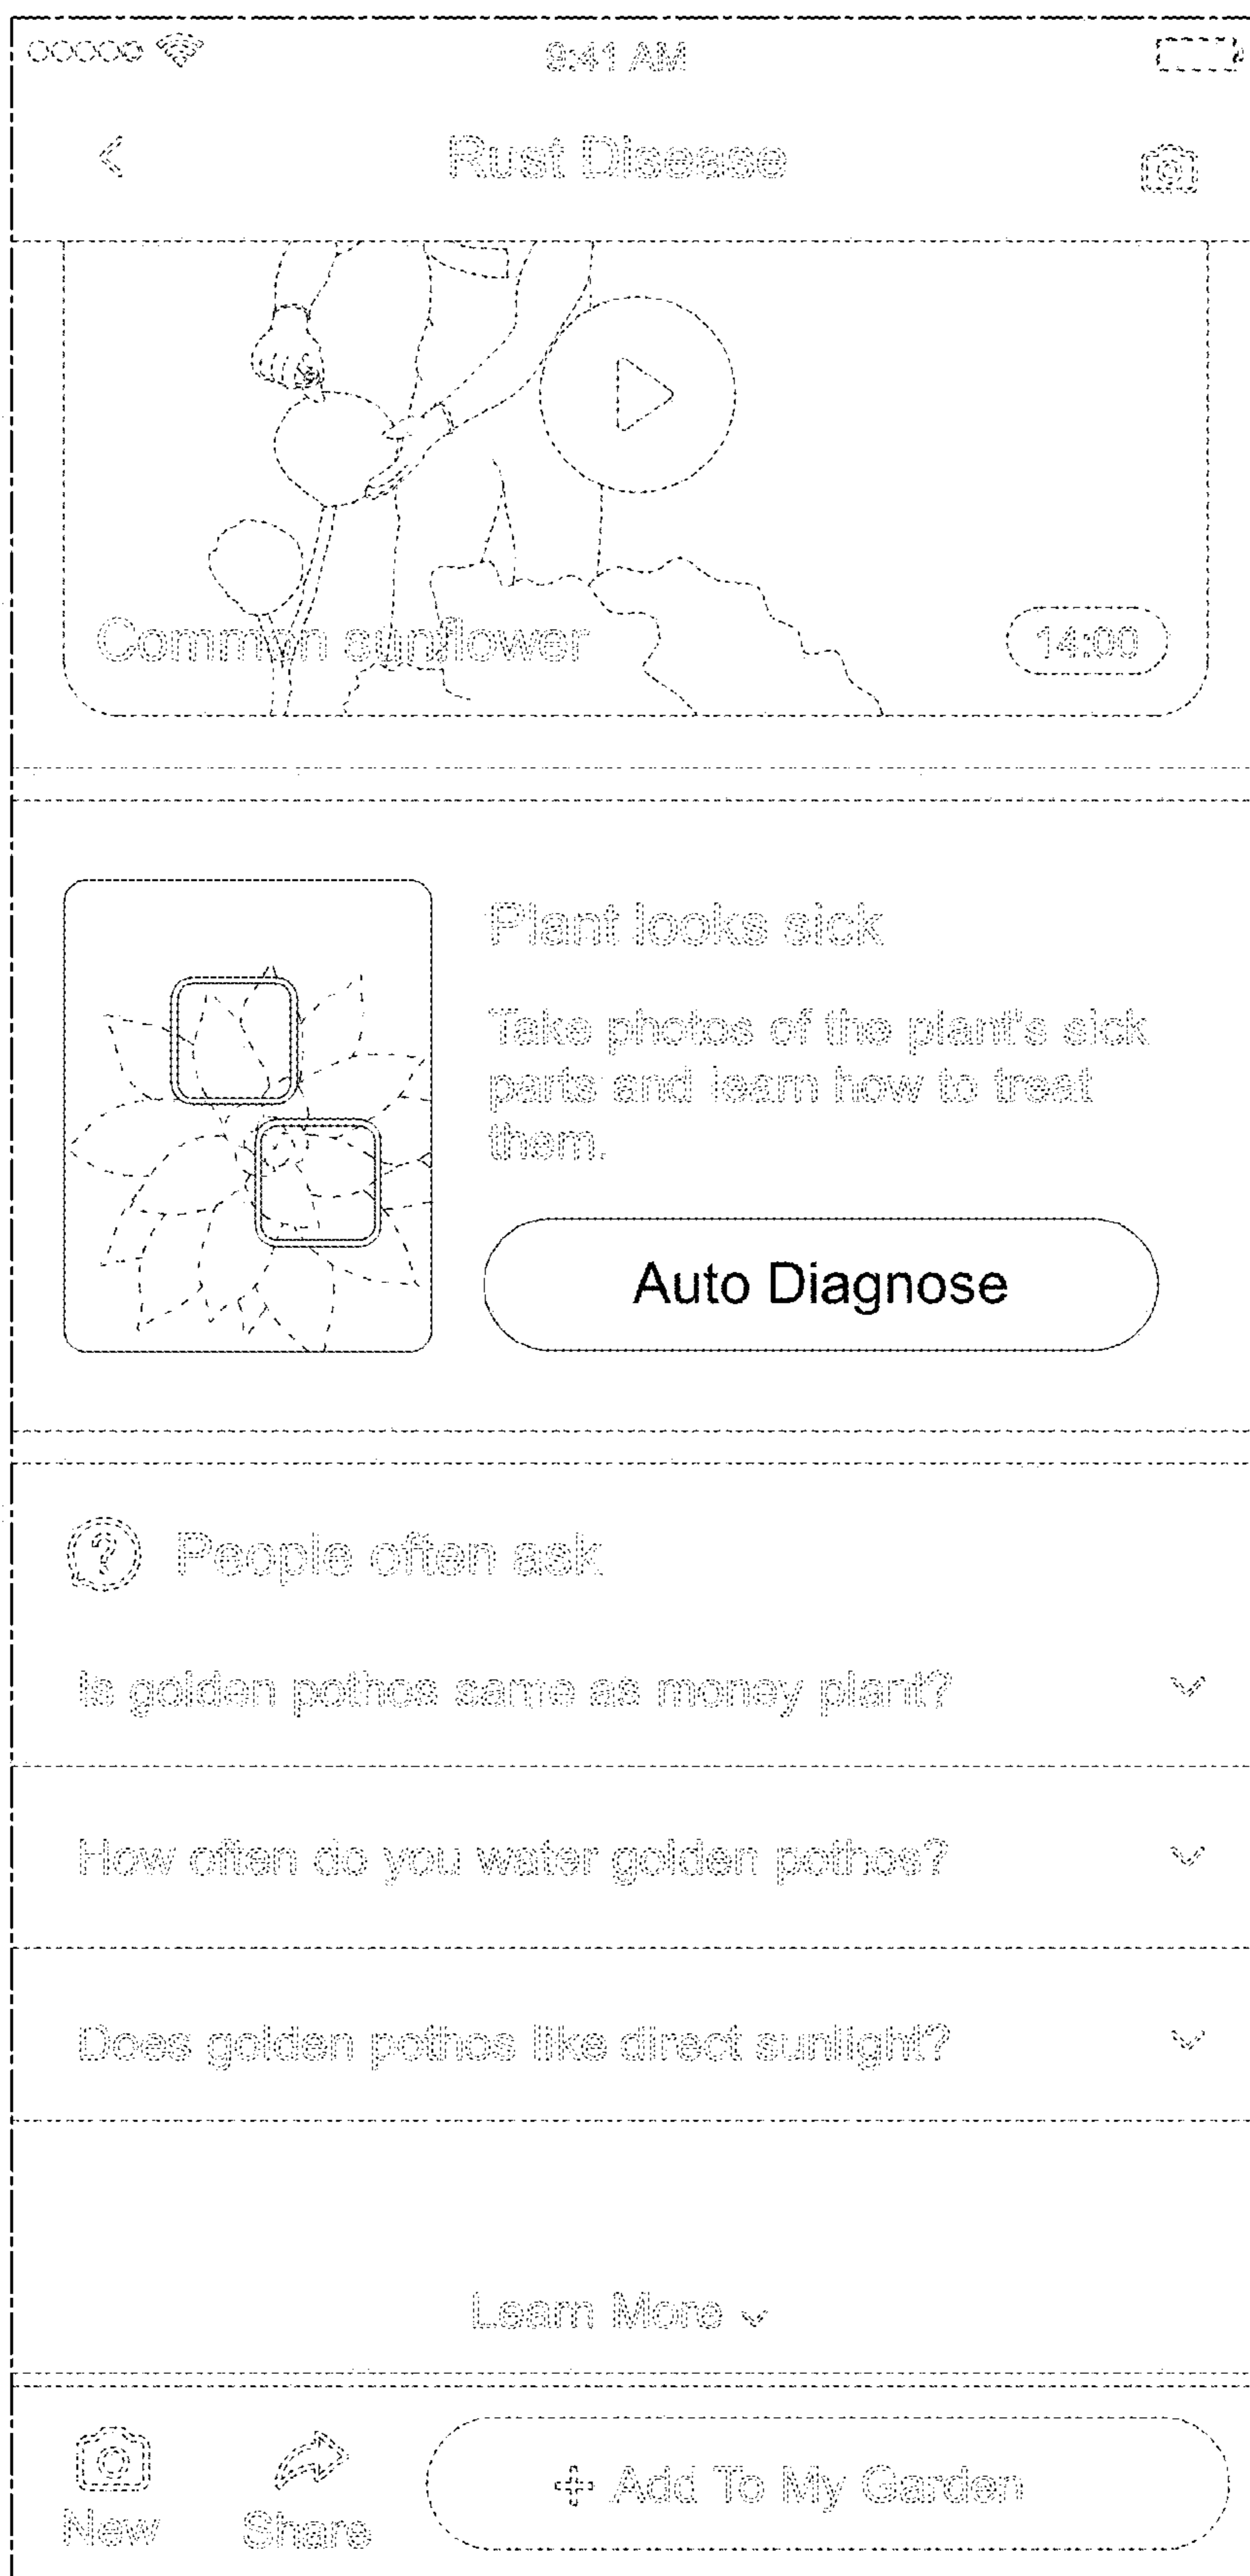 9:41 AM
Rust Disease
Common sunflower
14:00
Plant looks sick
Take photos of the plant's sick
parts and learn how to treat
them.
Auto Diagnose
People often ask
Is golden pothos same as money plant?
How often do you water golden pothos?
Does golden pothos like direct sunlight?
Learn More
New
Share
+ Add To My Garden